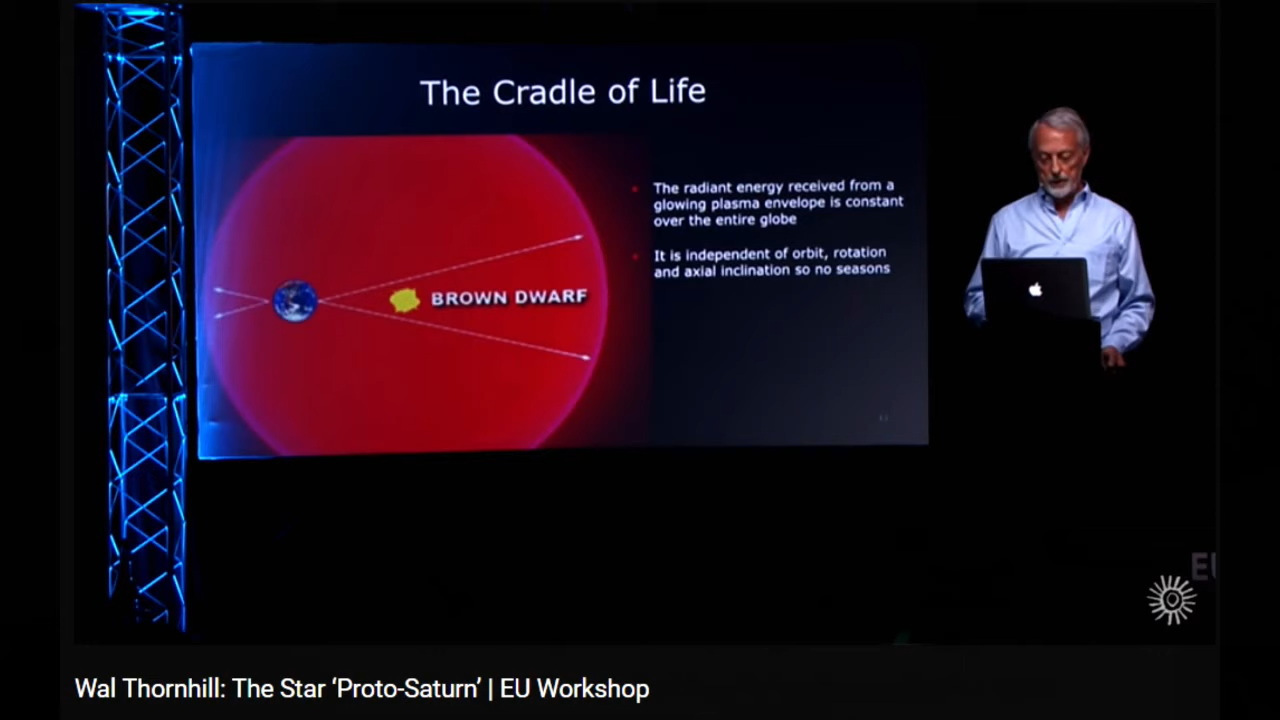 The Cradle of Life
The radiant energy received from a
glowing plasma envelope is constant
over the entire globe
It is independent of orbit, rotation
and axial inclination so no seasons
BROWN DWARF
EU
Wal Thornhill: The Star ‘Proto-Saturn’ | EU Workshop